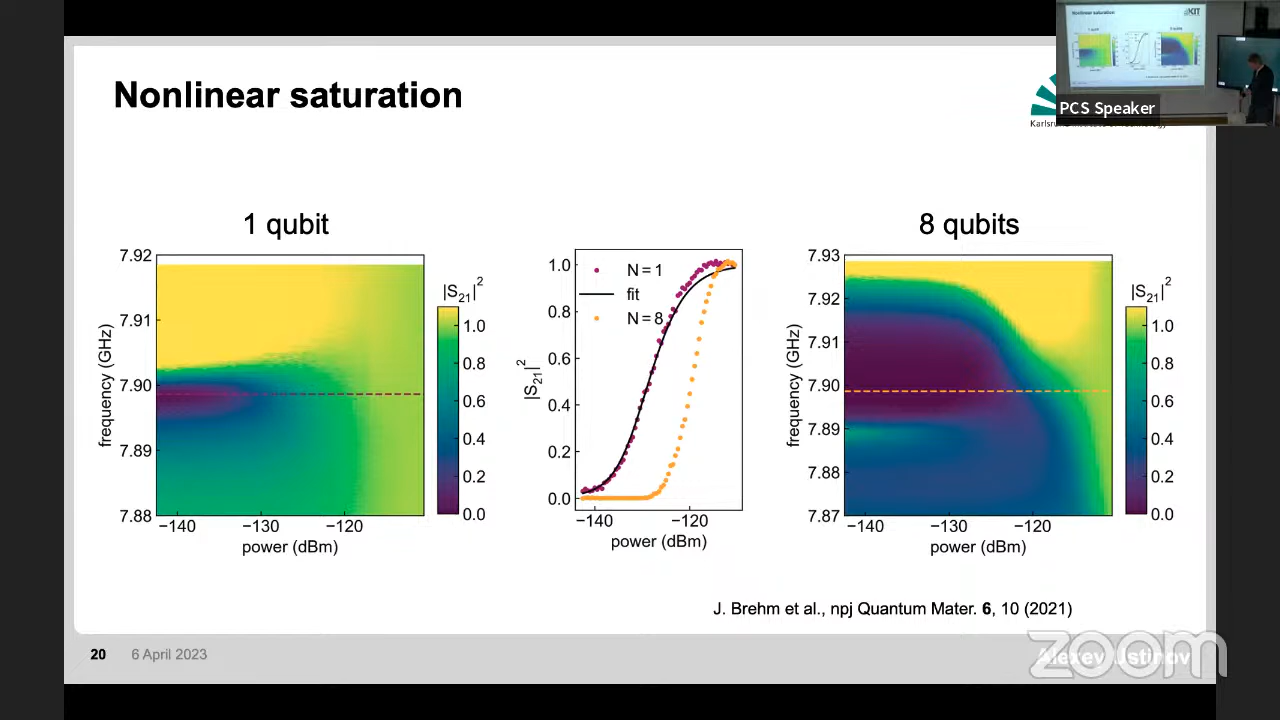 Nonlinear saturation
PCS Speaker
1 qubit
7.92
7.91
7.90
7.89
7.88
frequency (GHz)
−140
−130
−120
power (dBm)
|S21|2
1.0
0.8
0.6
0.4
0.2
0.0
|S21|2
1.0
0.8
0.6
0.4
0.2
0.0
N = 1
fit
N = 8
−140
−120
power (dBm)
8 qubits
7.93
7.92
7.91
7.90
7.89
7.88
7.87
frequency (GHz)
−140
−130
−120
power (dBm)
|S21|2
1.0
0.8
0.6
0.4
0.2
0.0
J. Brehm et al., npj Quantum Mater. 6, 10 (2021)
20 6 April 2023
Alexey Ustinov
zoom
Nonlinear saturation
KIT